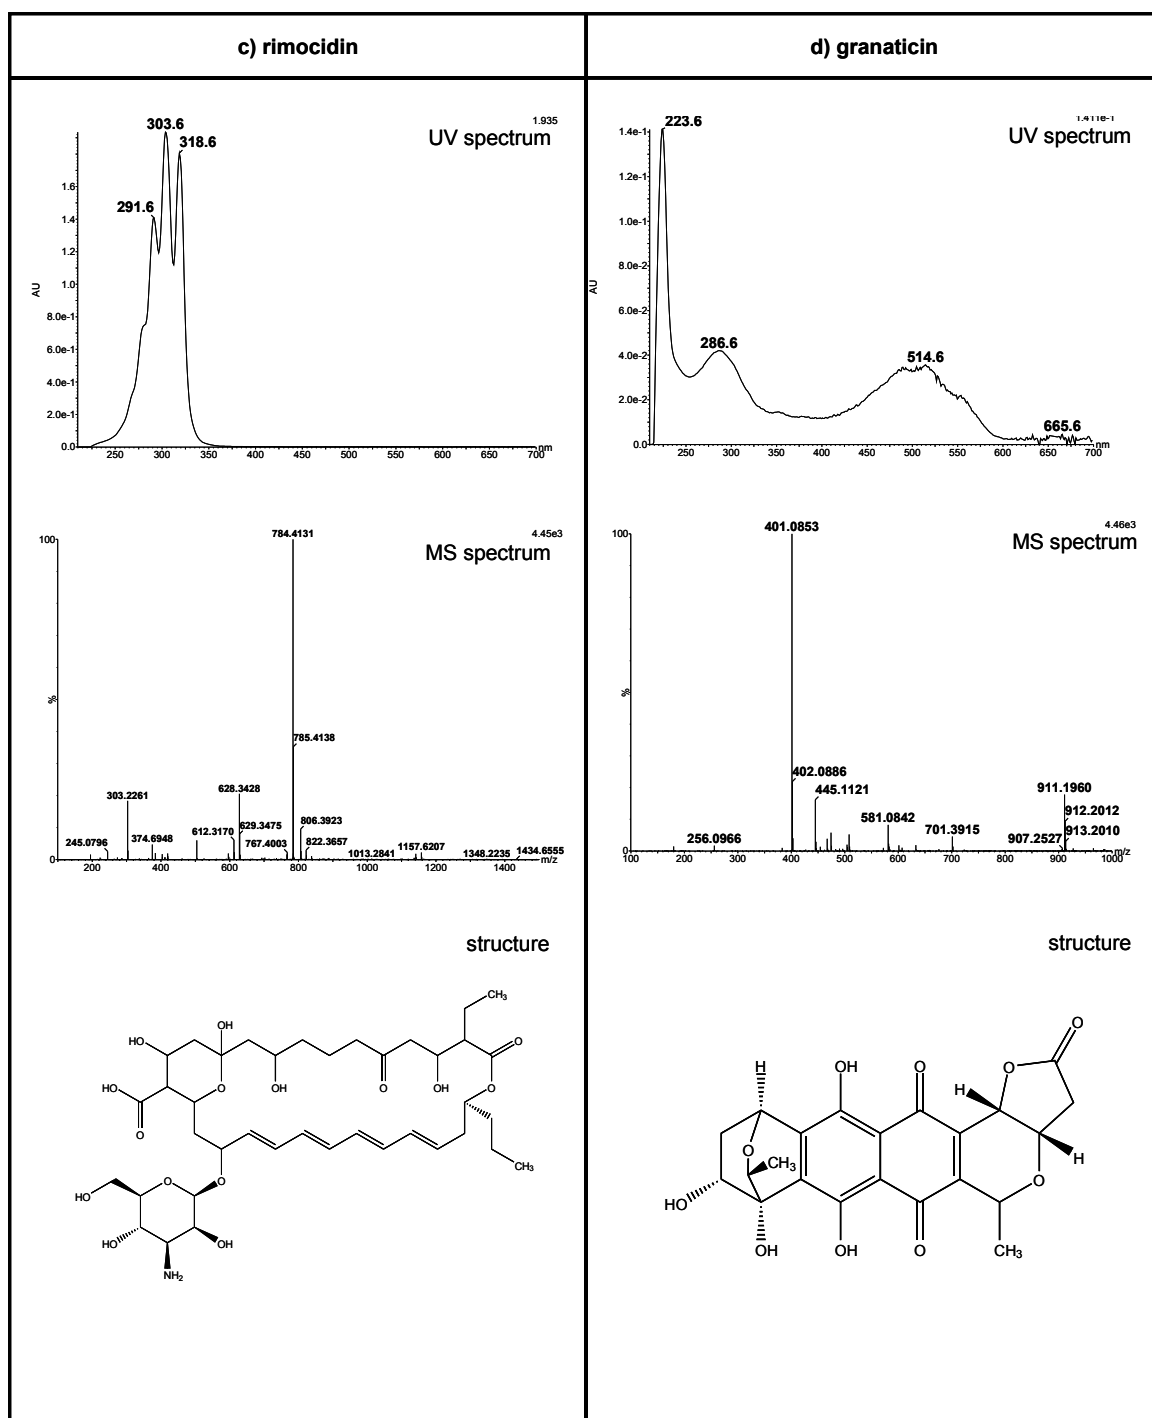 c) rimocidin
d) granaticin
1.935
UV spectrum
303.6
318.6
291.6
AU
1.6
1.4
1.2
1.0
8.0e-1
6.0e-1
4.0e-1
2.0e-1
0.0
250 300 350 400 450 500 550 600 650 700
nm
UV spectrum
223.6
286.6
514.6
665.6
AU
1.4e-1
1.2e-1
1.0e-1
8.0e-2
6.0e-2
4.0e-2
2.0e-2
0.0
250 300 350 400 450 500 550 600 650 700
nm
4.45e3
MS spectrum
784.4131
785.4138
628.3428
303.2261
806.3923
629.3475
612.3170
374.6948
245.0796
767.4003
822.3657
1157.6207
1013.2841
1348.2235
1434.6555
100
%
0
200 400 600 800 1000 1200 1400
m/z
4.46e3
MS spectrum
401.0853
402.0886
445.1121
911.1960
581.0842
912.2012
701.3915
913.2010
907.2527
256.0966
100
%
0
100 200 300 400 500 600 700 800 900 1000
m/z
structure
CH3
OH
HO
O
HO
O
O
OH
O
OH
O
O
CH3
HO
O
O
HO
OH
NH2
structure
O
H
OH
O
O
H
O
CH3
H
HO
O
OH
OH
O
CH3